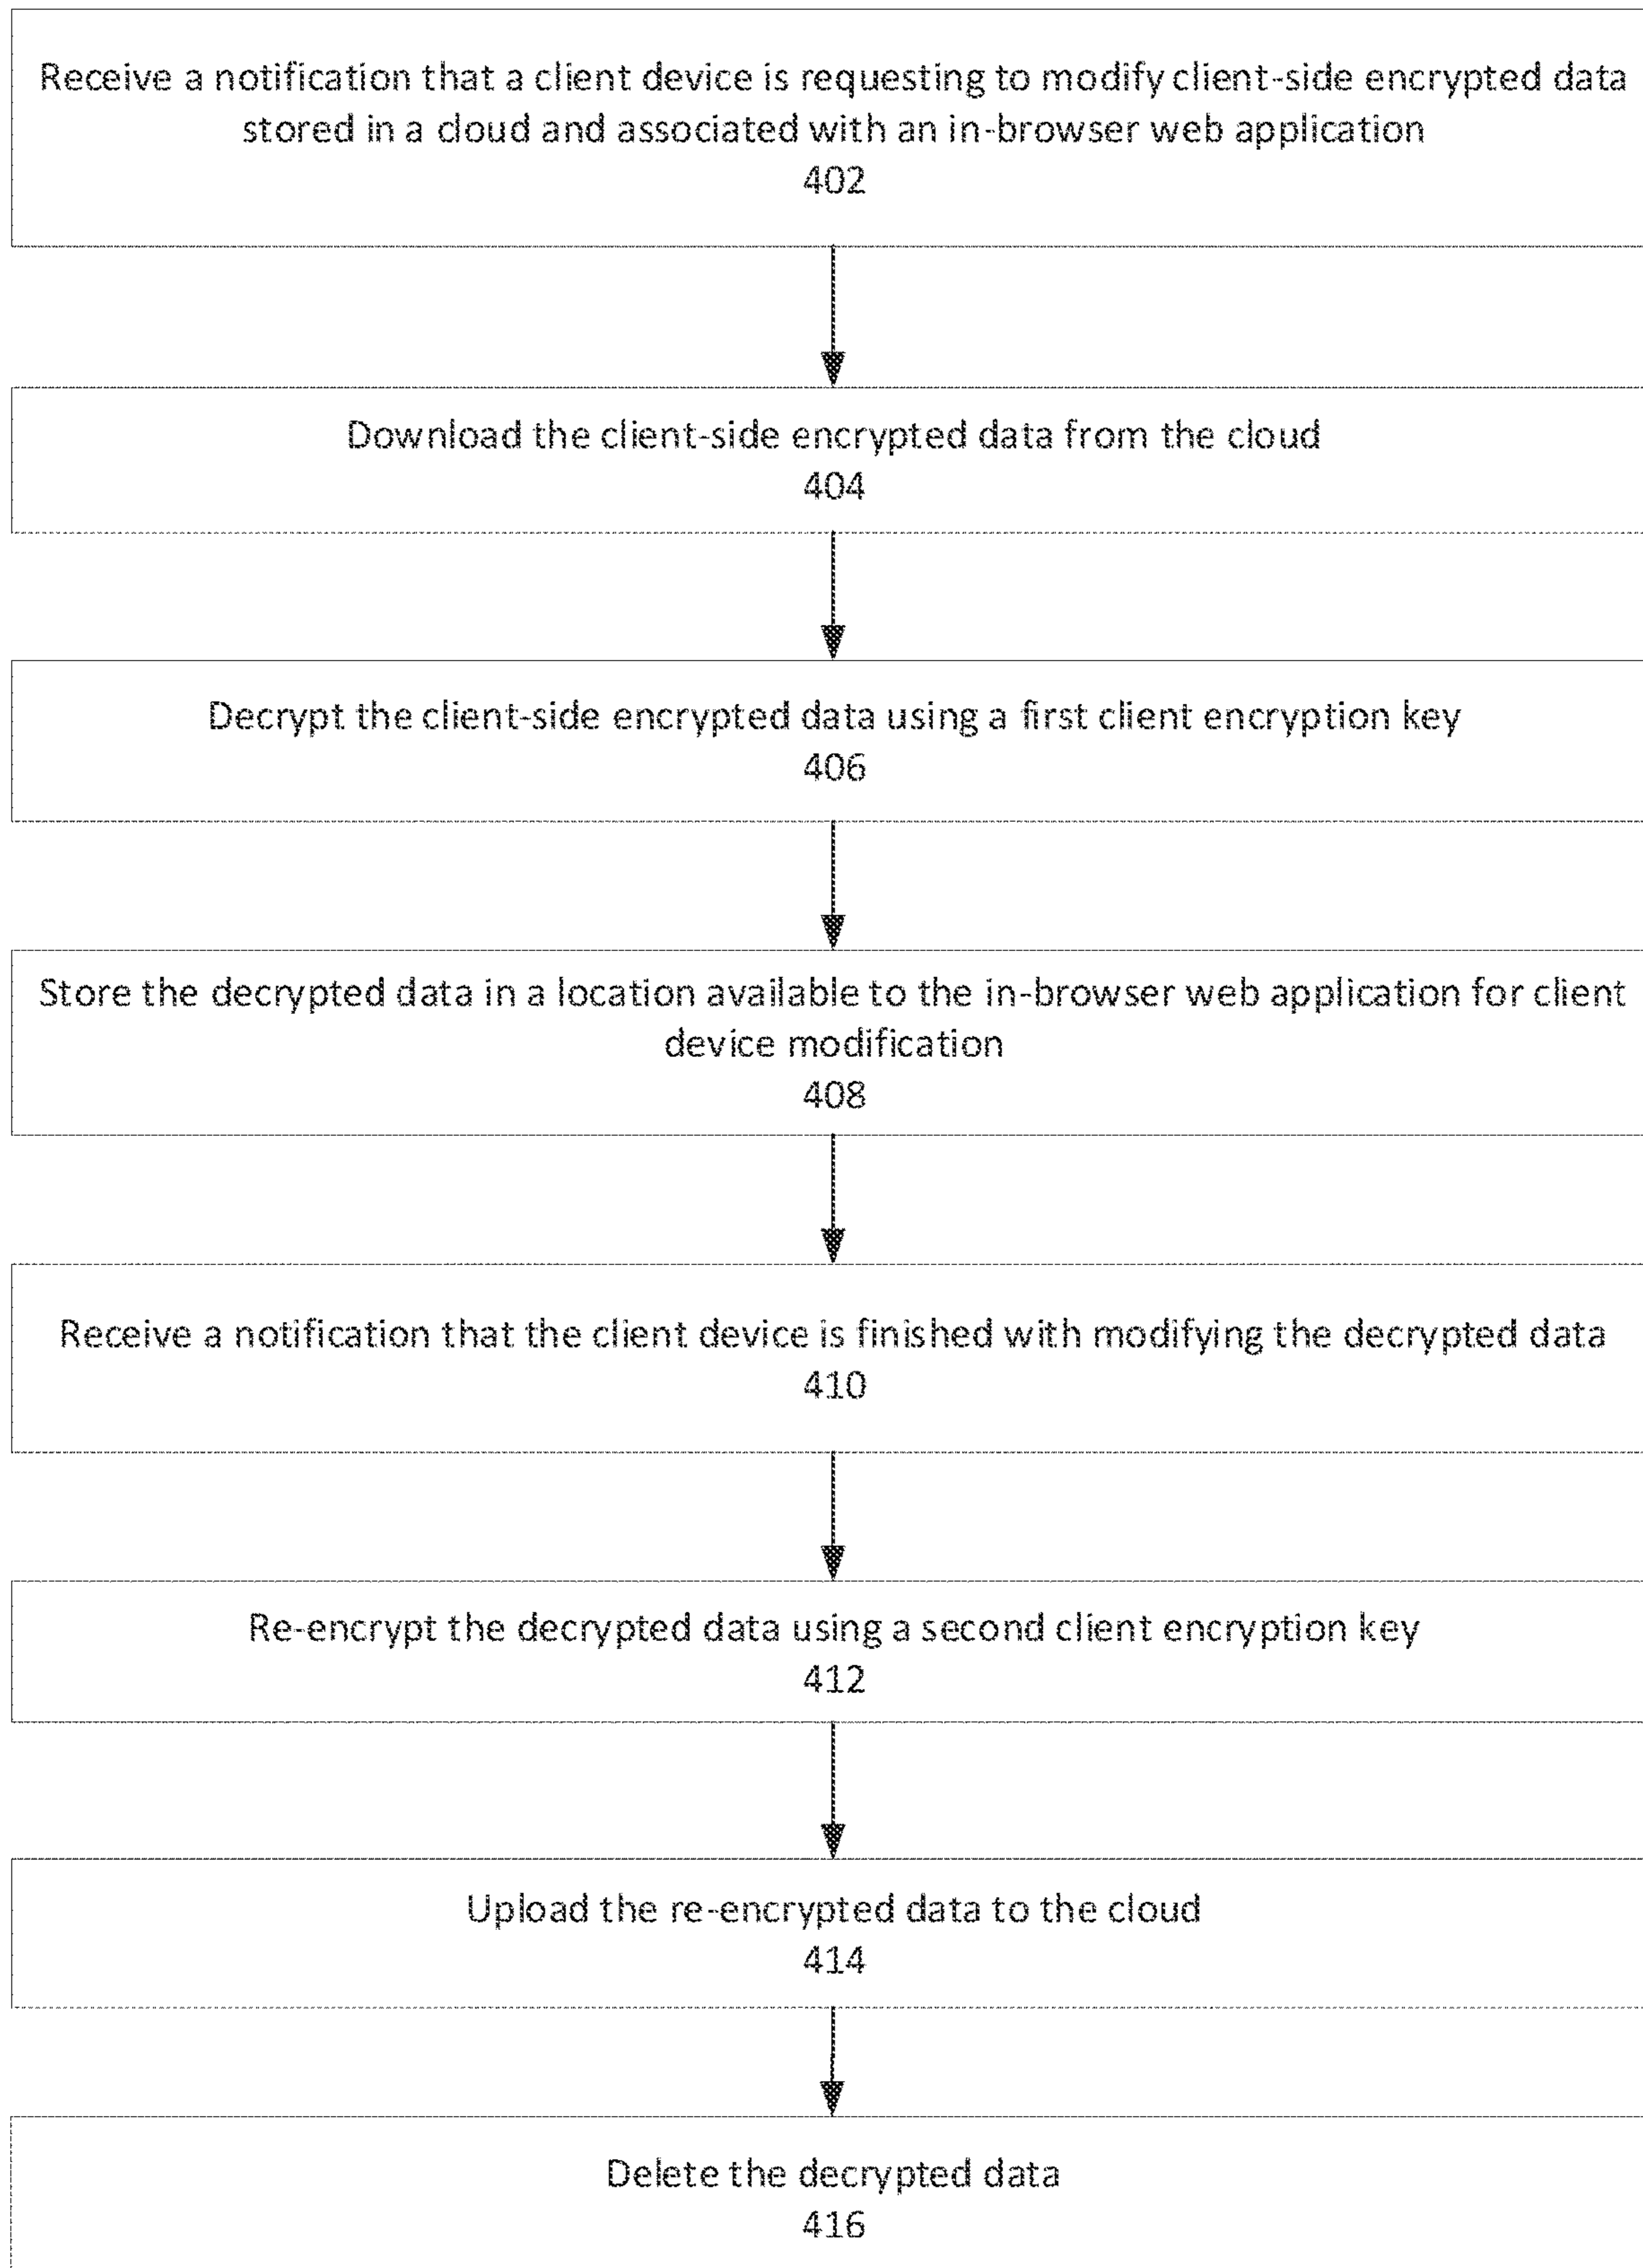 Receive a notification that a client device is requesting to modify client-side encrypted data
stored in a cloud and associated with an in-browser web application
402
Download the client-side encrypted data from the cloud
404
Decrypt the client-side encrypted data using a first client encryption key
406
Store the decrypted data in a location available to the in-browser web application for client
device modification
408
Receive a notification that the client device is finished with modifying the decrypted data
410
Re-encrypt the decrypted data using a second client encryption key
412
Upload the re-encrypted data to the cloud
414
Delete the decrypted data
416